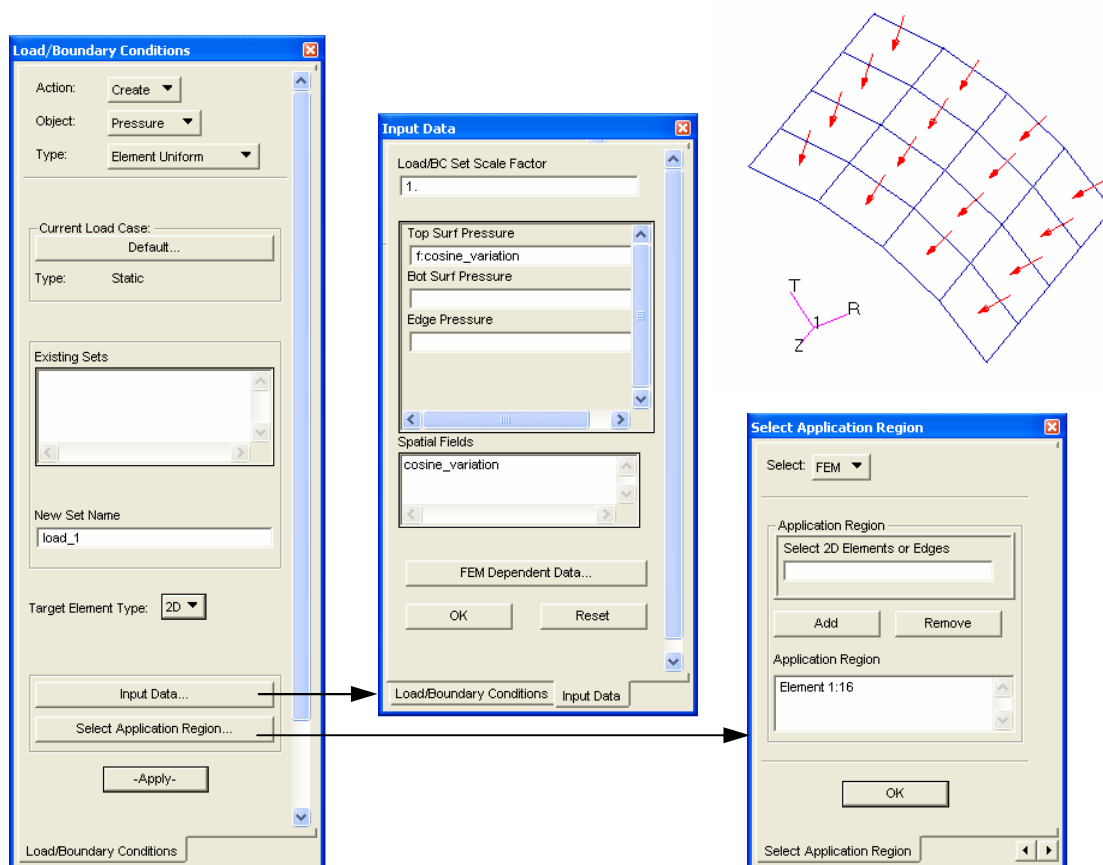 Load/Boundary Conditions
Action:
Create
Object:
Pressure
Type:
Element Uniform
Current Load Case:
Default...
Type:
Static
Existing Sets
New Set Name
load_1
Target Element Type:
2D
Input Data...
Select Application Region...
-Apply-
Load/Boundary Conditions
Input Data
Load/BC Set Scale Factor
1.
Top Surf Pressure
f:cosine_variation
Bot Surf Pressure
Edge Pressure
Spatial Fields
cosine_variation
FEM Dependent Data...
OK
Reset
Load/Boundary Conditions
Input Data
T
R
1
Z
Select Application Region
Select:
FEM
Application Region
Select 2D Elements or Edges
Add
Remove
Application Region
Element 1:16
OK
Select Application Region